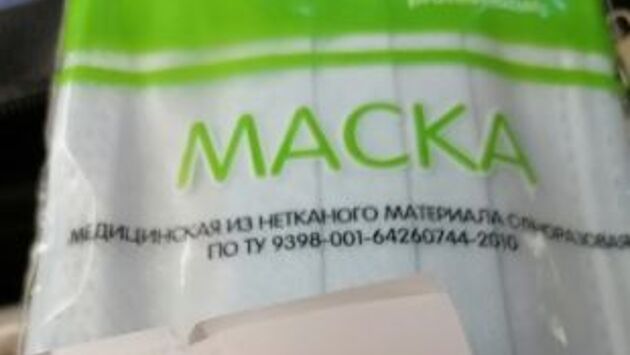 МАСКА
МЕДИЦИНСКАЯ ИЗ НЕТКАНОГО МАТЕРИАЛА ОДНОРАЗОВАЯ
ПО ТУ 9398-001-64260744-2010